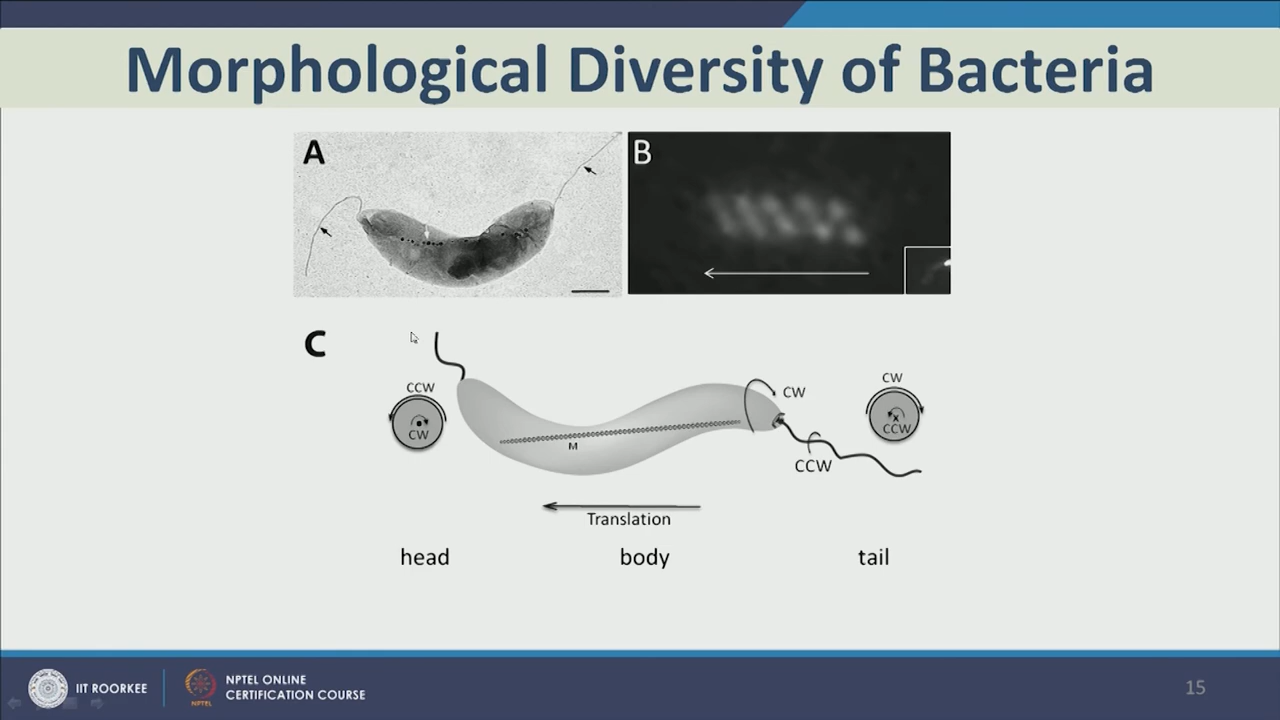 Morphological Diversity of Bacteria
A
B
C
CCW
CW
M
CW
CCW
CW
CCW
Translation
head body tail
IIT ROORKEE
NPTEL
NPTEL ONLINE
CERTIFICATION COURSE
15